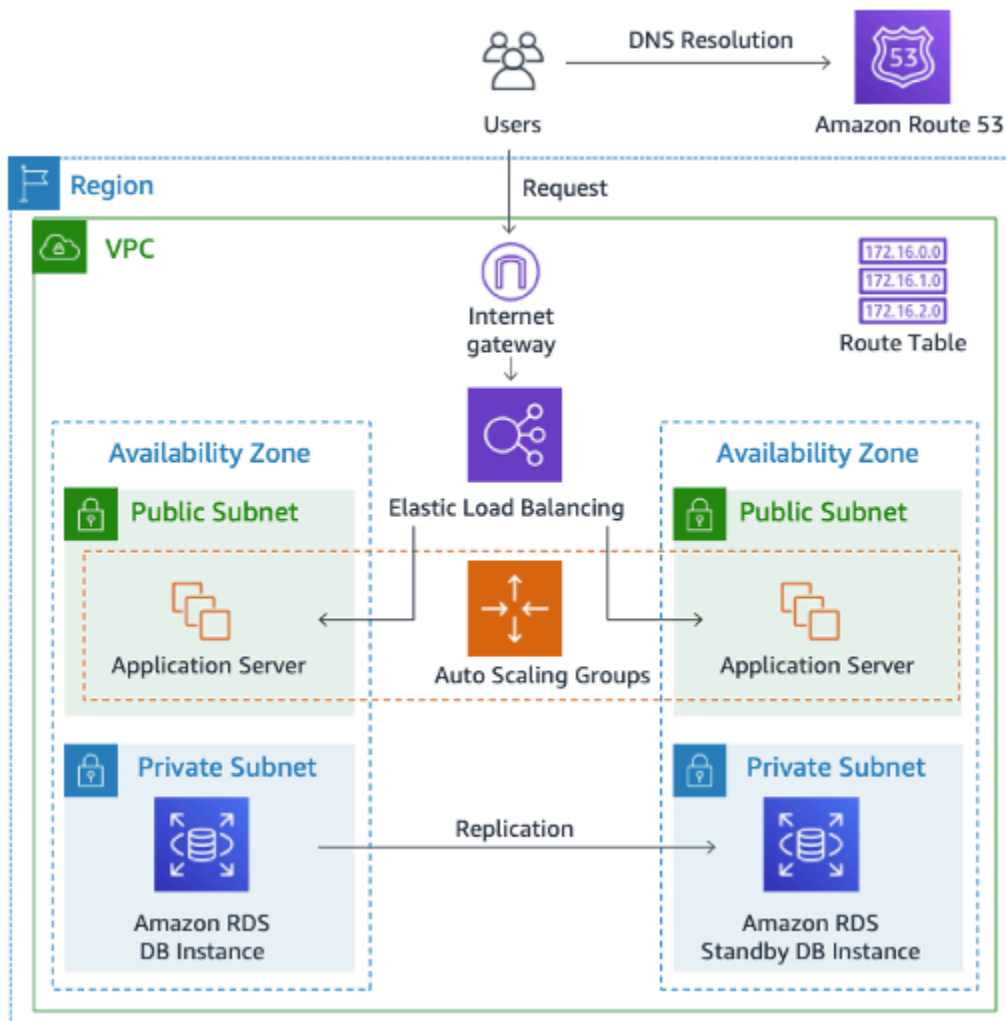 DNS Resolution
53
Users
Amazon Route 53
Region
Request
VPC
172.16.0.0
172.16.1.0
172.16.2.0
Internet
gateway
Route Table
Availability Zone
Availability Zone
Public Subnet
Elastic Load Balancing
Public Subnet
Application Server
Auto Scaling Groups
Application Server
Private Subnet
Private Subnet
Replication
Amazon RDS
DB Instance
Amazon RDS
Standby DB Instance